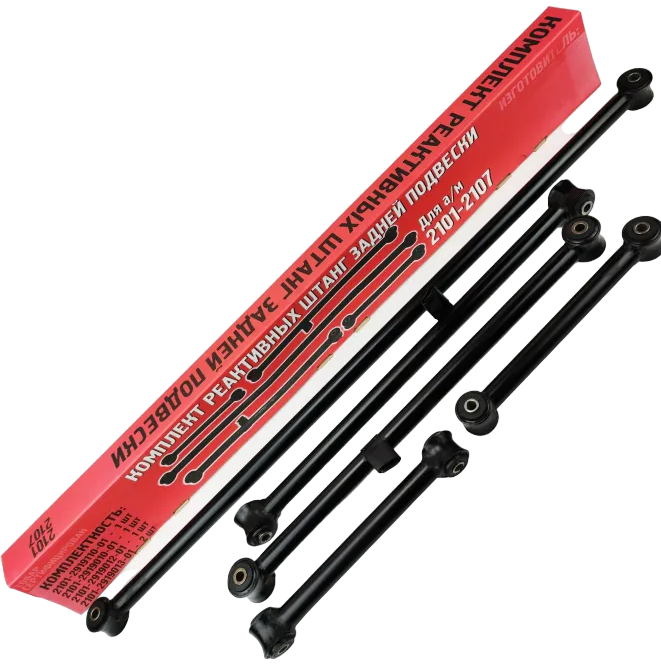 КОМПЛЕКТ РЕАКТИВНЫХ ШТАНГ ЗАДНЕЙ ПОДВЕСКИ
ИЗГОТОВИТЕЛЬ:
КОМПЛЕКТ РЕАКТИВНЫХ ШТАНГ ЗАДНЕЙ ПОДВЕСКИ
Для а/м
2101-2107
2101
2107
КОМПЛЕКТНОСТЬ:
2101-2919110-01 - 1 шт
2101-2919010-01 - 1 шт
2101-2919012-01 - 1 шт
2101-2919013-01 - 2 шт